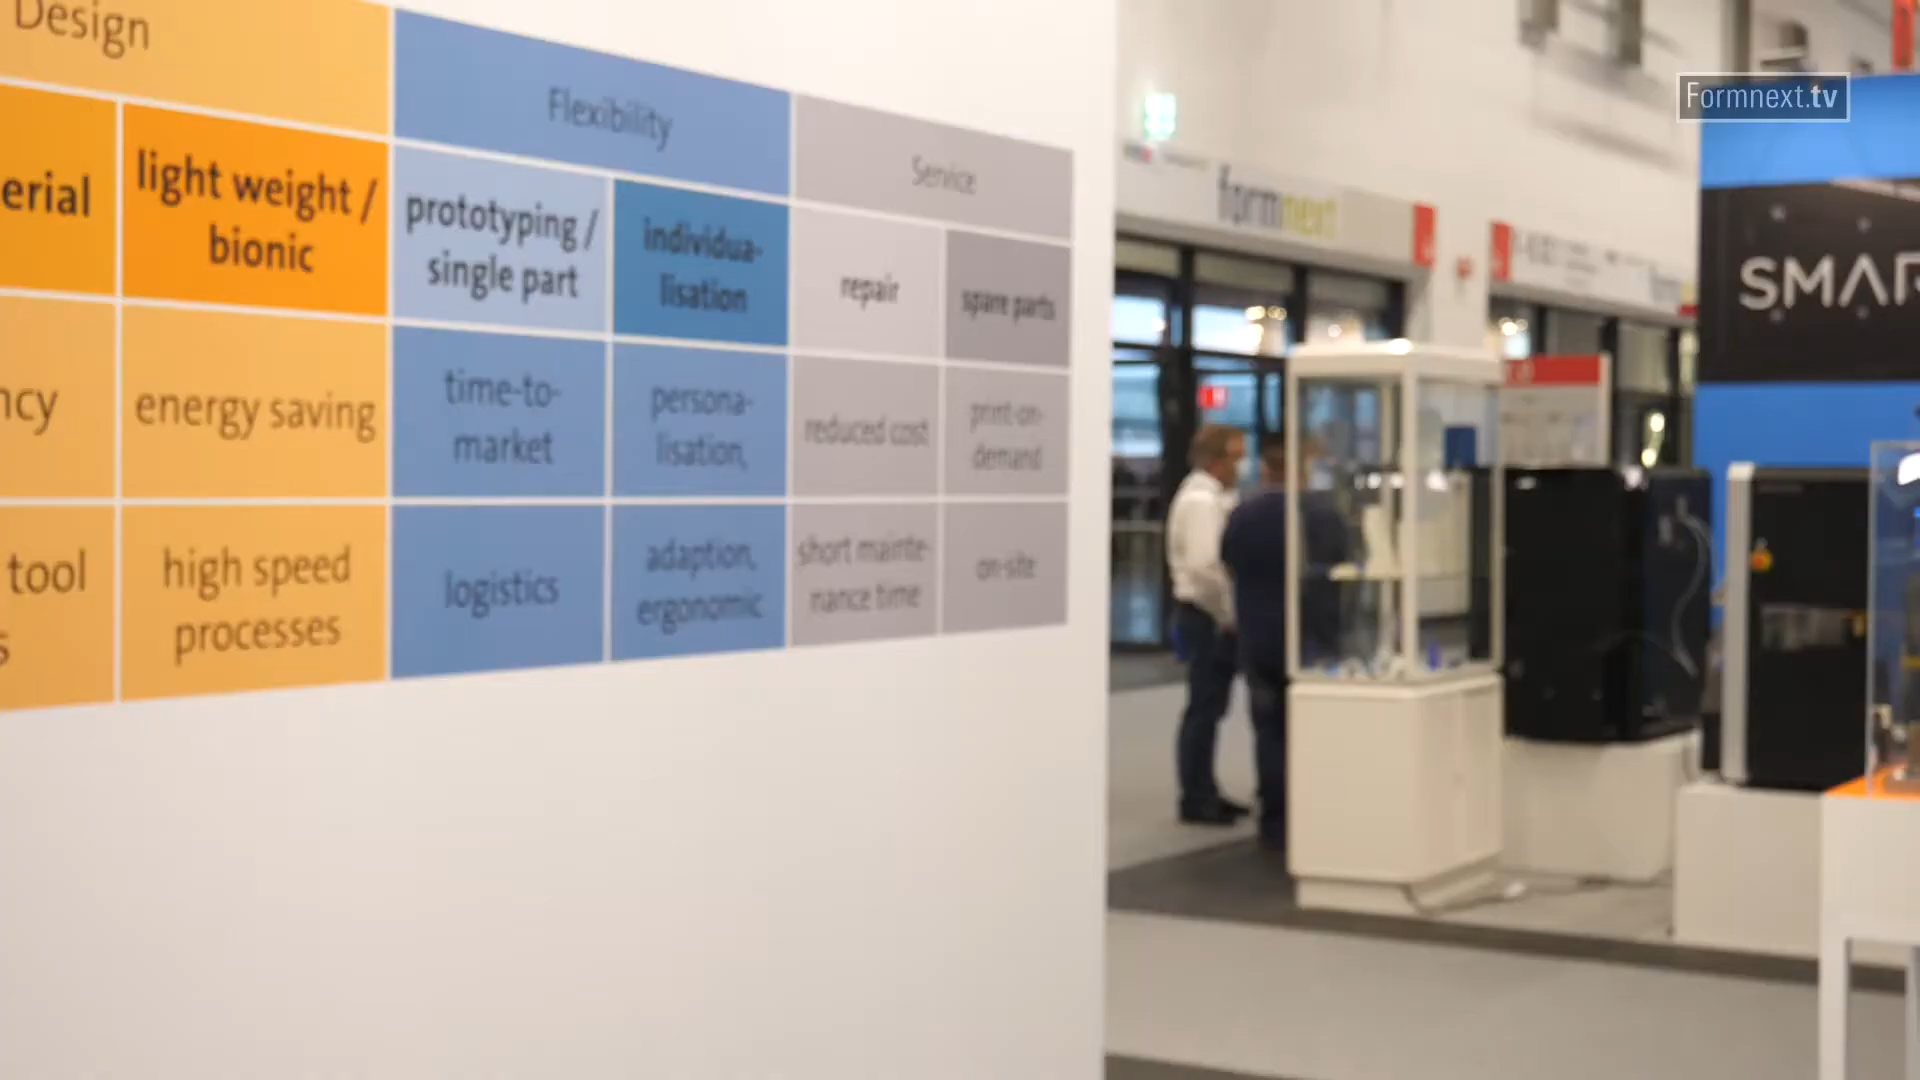 Design
Flexibility
Service
erial
light weight /
bionic
prototyping /
single part
individua-
lisation
repair
spare parts
ncy
energy saving
time-to-
market
persona-
lisation,
reduced cost
print-on-
demand
tool
s
high speed
processes
logistics
adaption,
ergonomic
short mainte-
nance time
on-site
formnext
Formnext.tv
SMAR